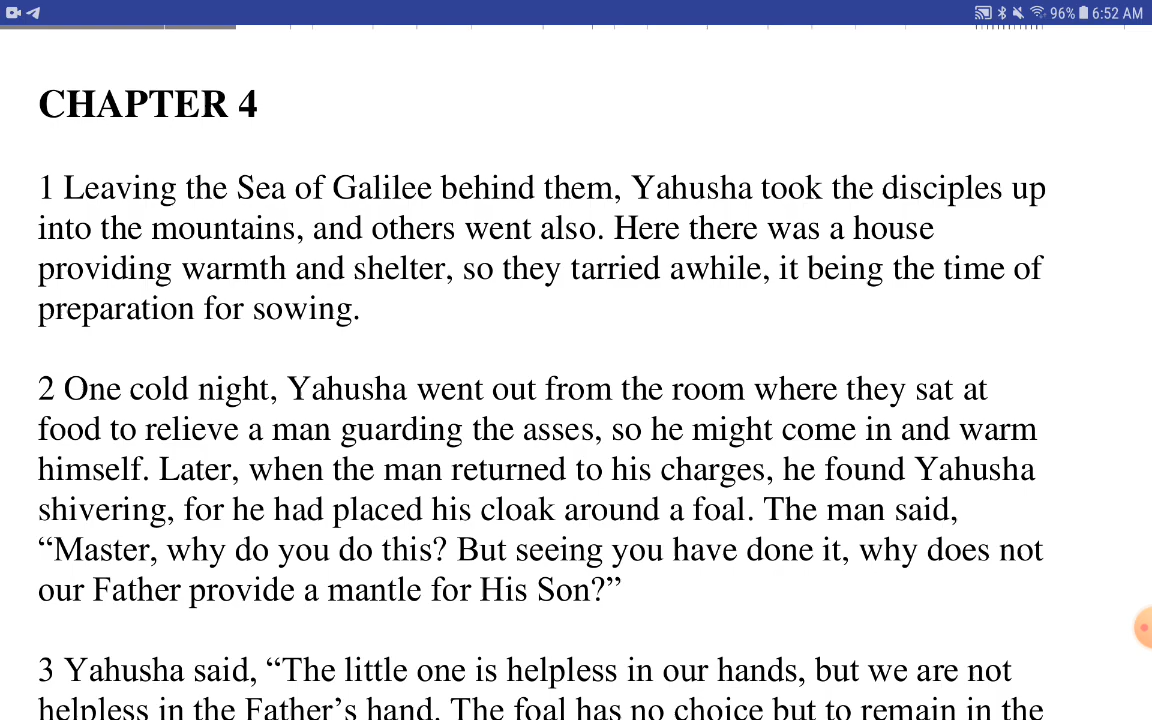 96% 6:52 AM
CHAPTER 4
1 Leaving the Sea of Galilee behind them, Yahusha took the disciples up
into the mountains, and others went also. Here there was a house
providing warmth and shelter, so they tarried awhile, it being the time of
preparation for sowing.
2 One cold night, Yahusha went out from the room where they sat at
food to relieve a man guarding the asses, so he might come in and warm
himself. Later, when the man returned to his charges, he found Yahusha
shivering, for he had placed his cloak around a foal. The man said,
“Master, why do you do this? But seeing you have done it, why does not
our Father provide a mantle for His Son?”
3 Yahusha said, “The little one is helpless in our hands, but we are not
helpless in the Father’s hand. The foal has no choice but to remain in the